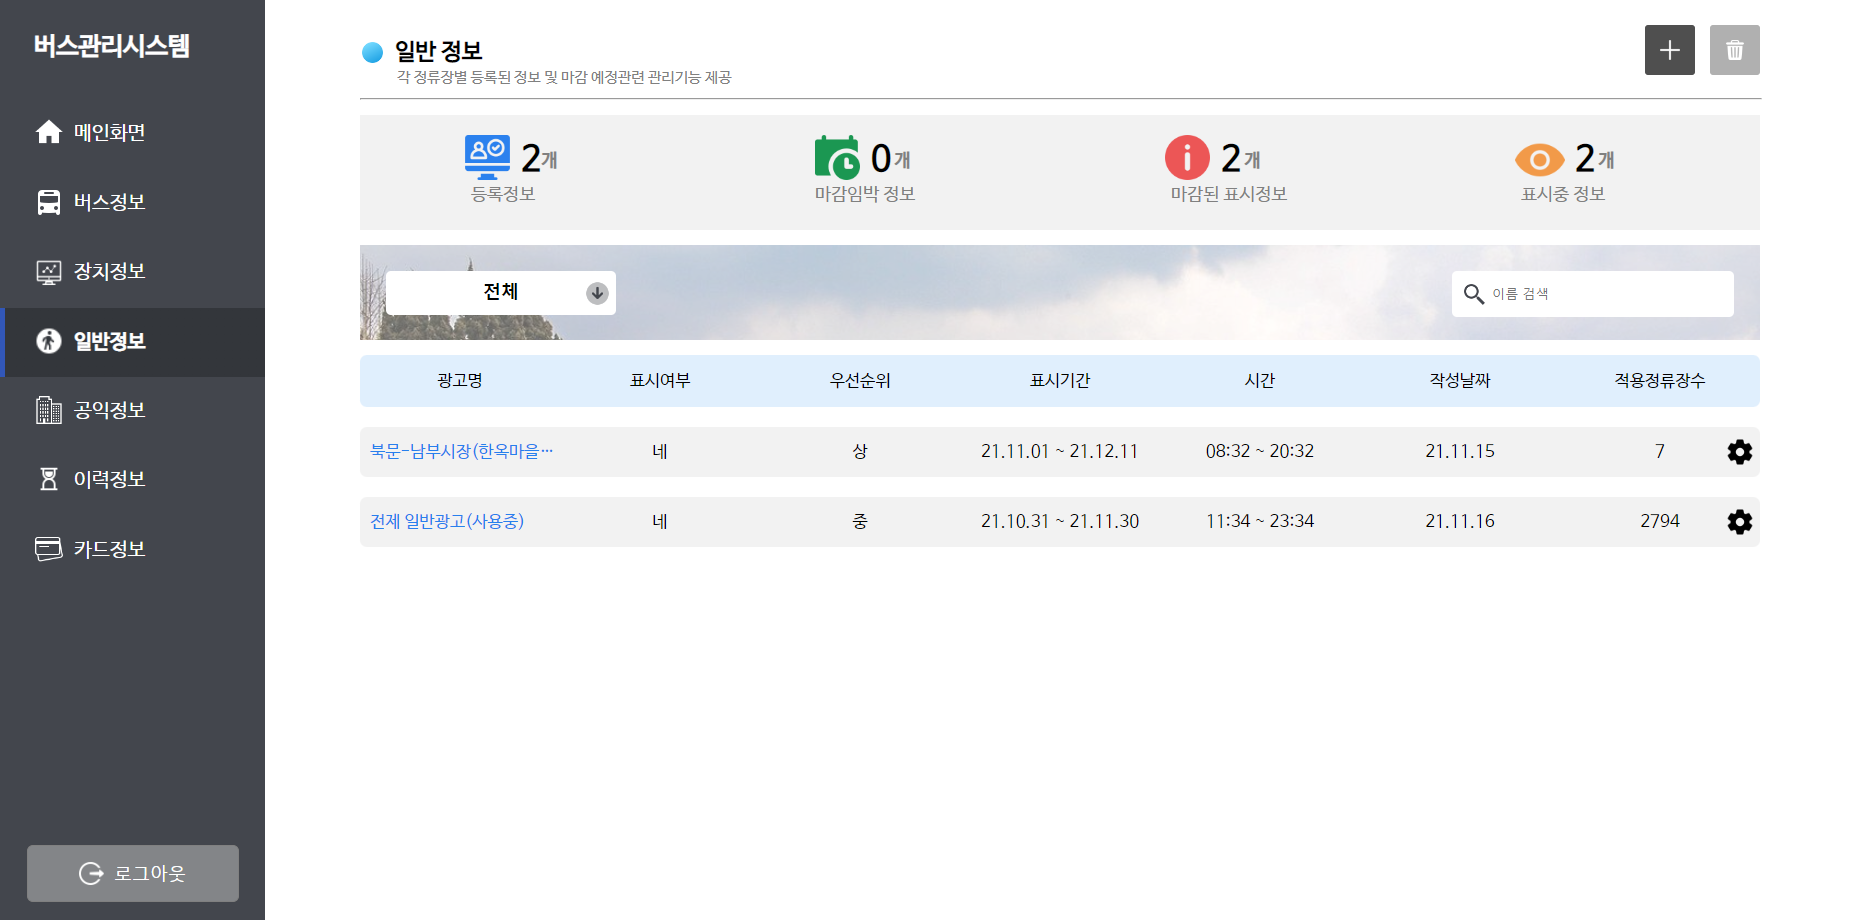 버스관리시스템
메인화면
버스정보
장치정보
일반정보
공익정보
이력정보
카드정보
로그아웃
일반 정보
각 정류장별 등록된 정보 및 마감 예정관련 관리기능 제공
2개
등록정보
0개
마감임박 정보
2개
마감된 표시정보
2개
표시중 정보
전체
이름 검색
광고명 표시여부 우선순위 표시기간 시간 작성날짜 적용정류장수
북문-남부시장(한옥마을… 네 상 21.11.01 ~ 21.12.11 08:32 ~ 20:32 21.11.15 7
전제 일반광고(사용중) 네 중 21.10.31 ~ 21.11.30 11:34 ~ 23:34 21.11.16 2794